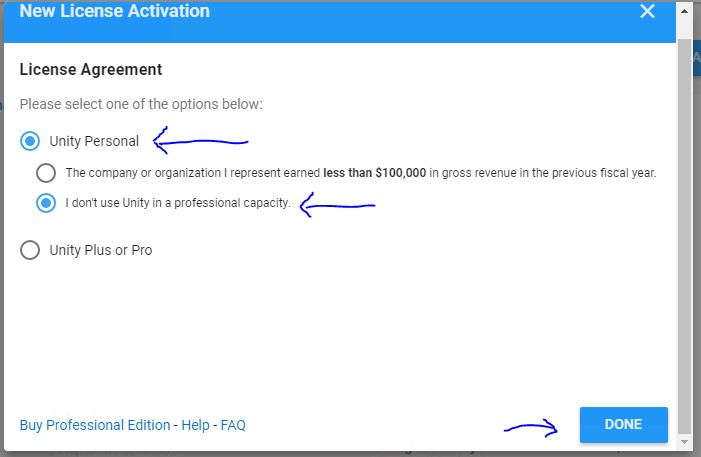 New License Activation
License Agreement
Please select one of the options below:
Unity Personal
The company or organization I represent earned less than $100,000 in gross revenue in the previous fiscal year.
I don't use Unity in a professional capacity.
Unity Plus or Pro
Buy Professional Edition - Help - FAQ
DONE